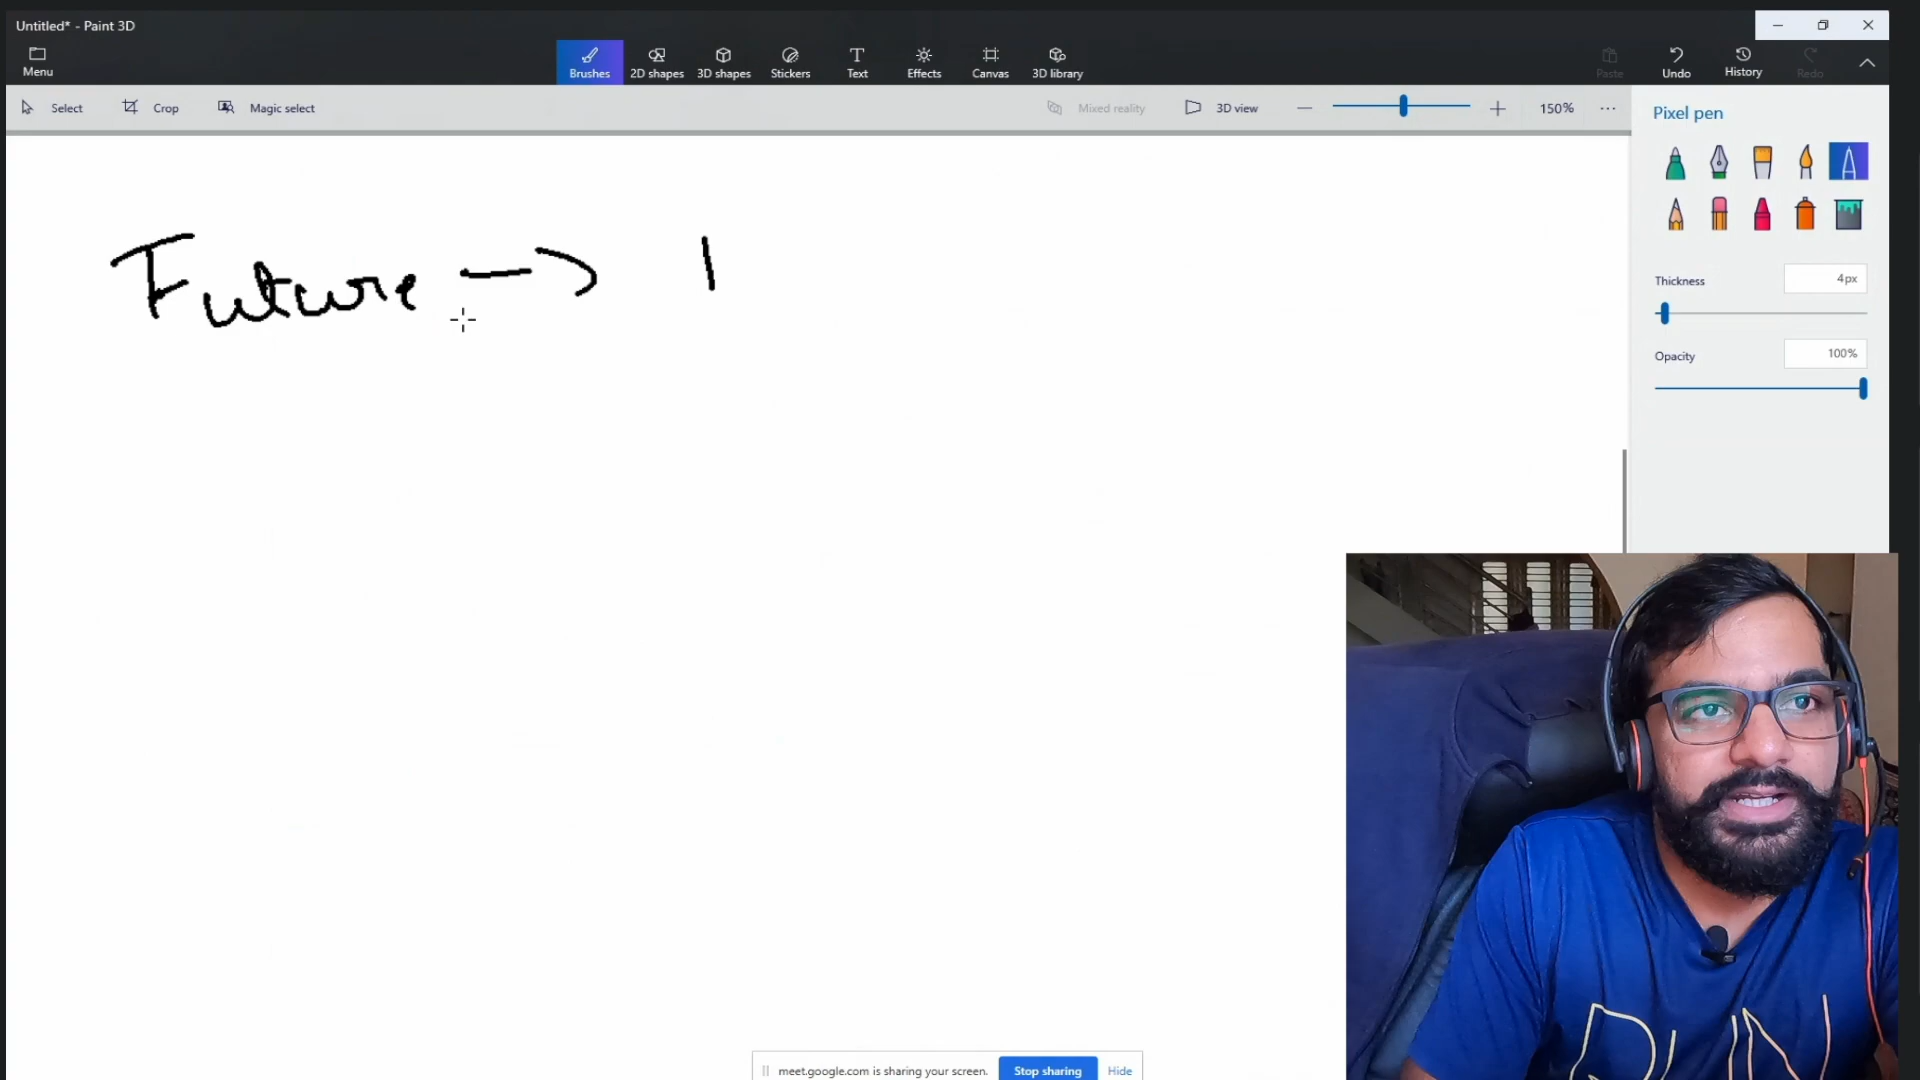 Untitled* - Paint 3D
Menu
Brushes
2D shapes
3D shapes
Stickers
Text
Effects
Canvas
3D library
Paste
Undo
History
Redo
Select
Crop
Magic select
Mixed reality
3D view
150%
Pixel pen
Thickness
4px
Opacity
100%
Future → 1
RUN
meet.google.com is sharing your screen.
Stop sharing
Hide